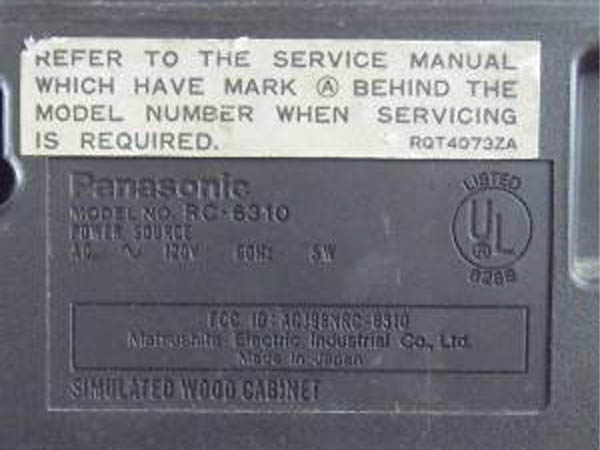 REFER TO THE SERVICE MANUAL
WHICH HAVE MARK Ⓐ BEHIND THE
MODEL NUMBER WHEN SERVICING
IS REQUIRED. RQT4073ZA
Panasonic
MODEL NO. RC-6310
POWER SOURCE
AC ~ 120V 60Hz 5W
LISTED
UL
FCC ID: ACJ96NRC-6310
Matsushita Electric Industrial Co., Ltd.
Made in Japan
SIMULATED WOOD CABINET